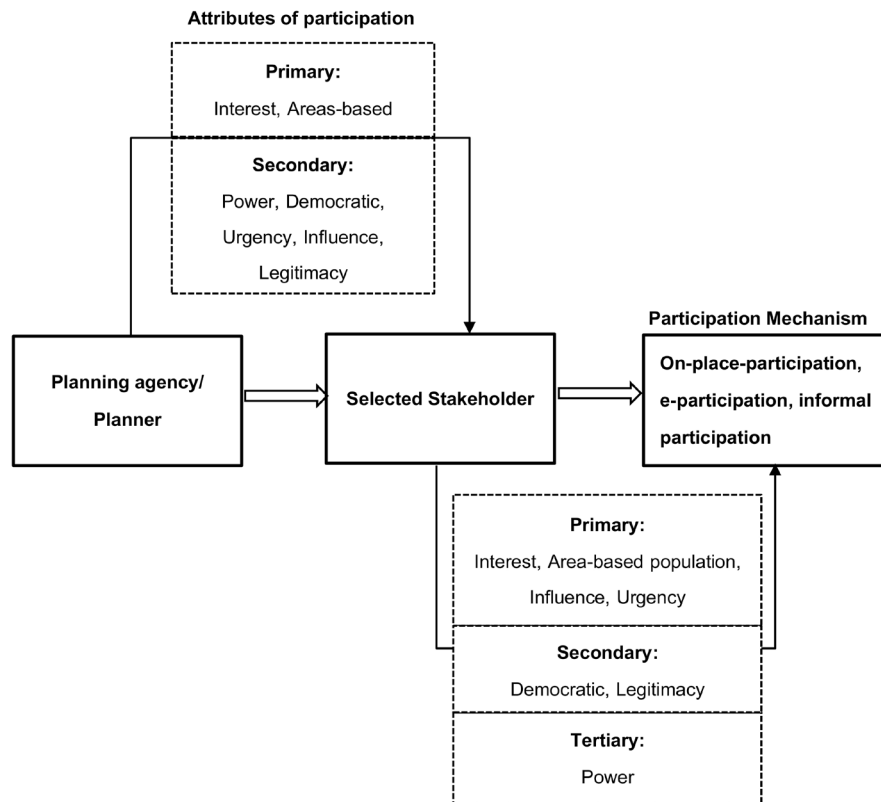 Attributes of participation
Primary:
Interest, Areas-based
Secondary:
Power, Democratic,
Urgency, Influence,
Legitimacy
Planning agency/
Planner
Selected Stakeholder
Participation Mechanism
On-place-participation,
e-participation, informal
participation
Primary:
Interest, Area-based population,
Influence, Urgency
Secondary:
Democratic, Legitimacy
Tertiary:
Power